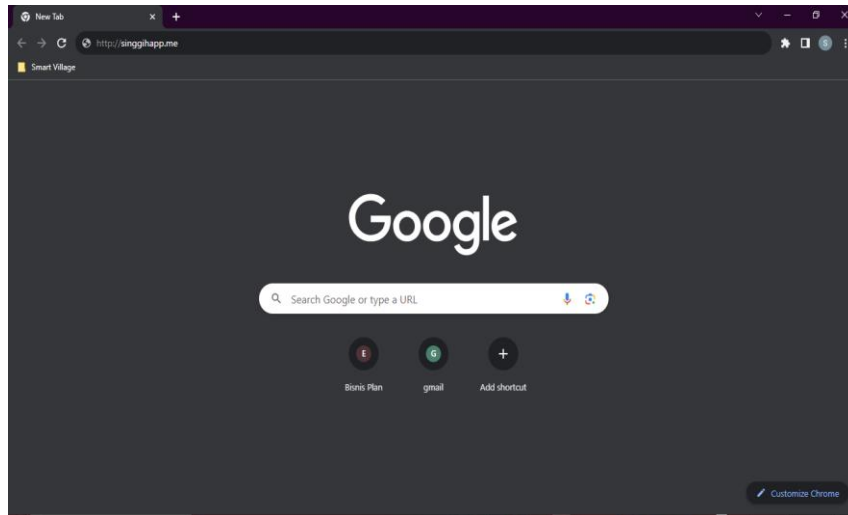 New Tab
http://singgihapp.me
S
Smart Village
Google
Search Google or type a URL
E
G
Bisnis Plan
gmail
Add shortcut
Customize Chrome